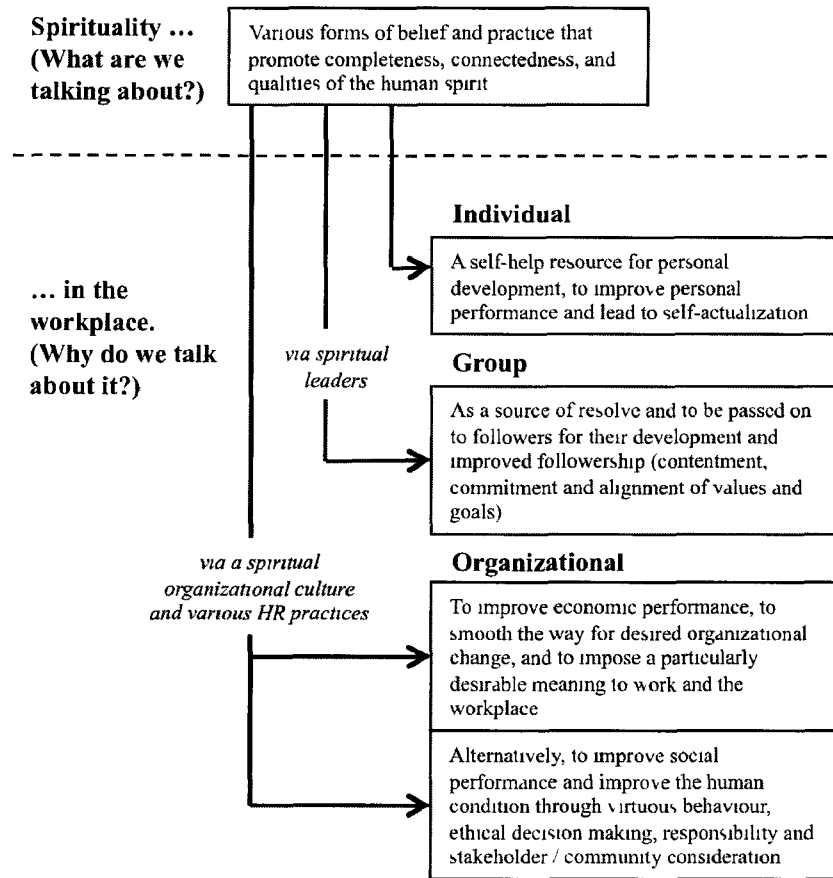 Spirituality ...
(What are we
talking about?)
Various forms of belief and practice that
promote completeness, connectedness, and
qualities of the human spirit
Individual
A self-help resource for personal
development, to improve personal
performance and lead to self-actualization
... in the
workplace.
(Why do we talk
about it?)
via spiritual
leaders
Group
As a source of resolve and to be passed on
to followers for their development and
improved followership (contentment,
commitment and alignment of values and
goals)
via a spiritual
organizational culture
and various HR practices
Organizational
To improve economic performance, to
smooth the way for desired organizational
change, and to impose a particularly
desirable meaning to work and the
workplace
Alternatively, to improve social
performance and improve the human
condition through virtuous behaviour,
ethical decision making, responsibility and
stakeholder / community consideration